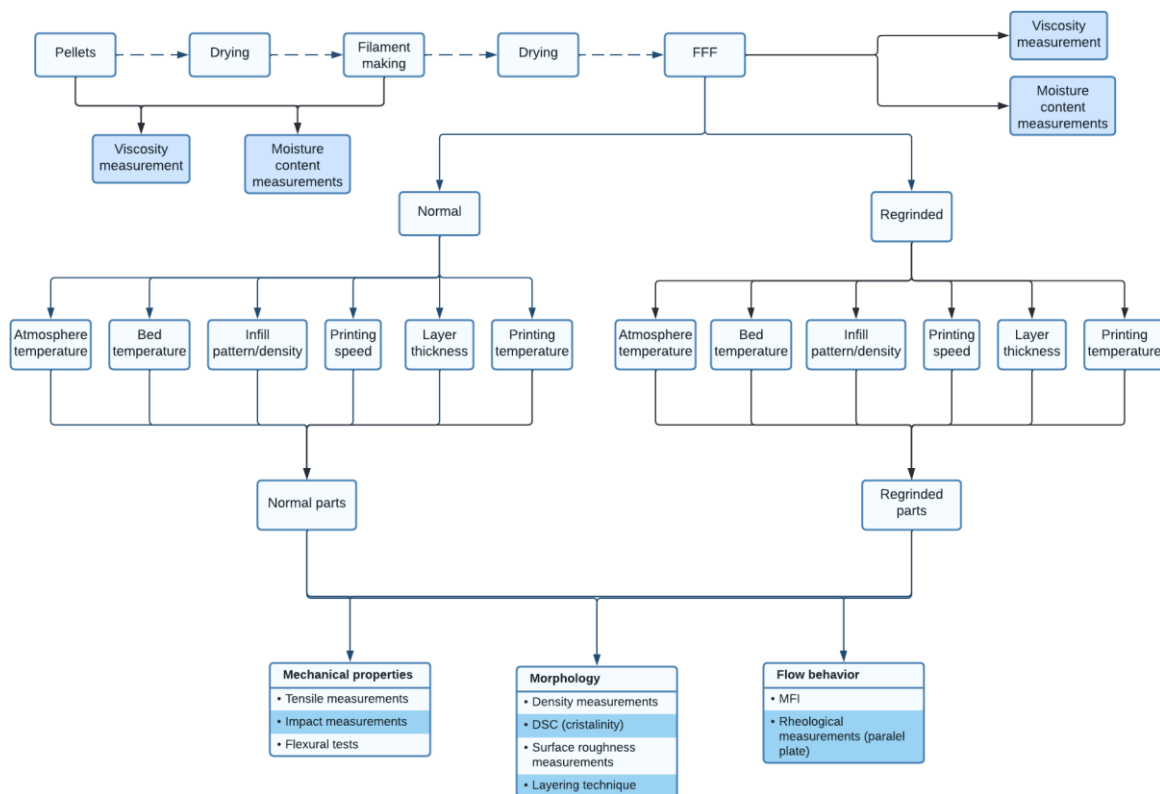 Pellets
Drying
Filament
making
Drying
FFF
Viscosity
measurement
Moisture
content
measurements
Viscosity
measurement
Moisture
content
measurements
Normal
Regrinded
Atmosphere
temperature
Bed
temperature
Infill
pattern/density
Printing
speed
Layer
thickness
Printing
temperature
Atmosphere
temperature
Bed
temperature
Infill
pattern/density
Printing
speed
Layer
thickness
Printing
temperature
Normal parts
Regrinded
parts
Mechanical properties
• Tensile measurements
• Impact measurements
• Flexural tests
Morphology
• Density measurements
• DSC (cristalinity)
• Surface roughness
measurements
• Layering technique
Flow behavior
• MFI
• Rheological
measurements (paralel
plate)